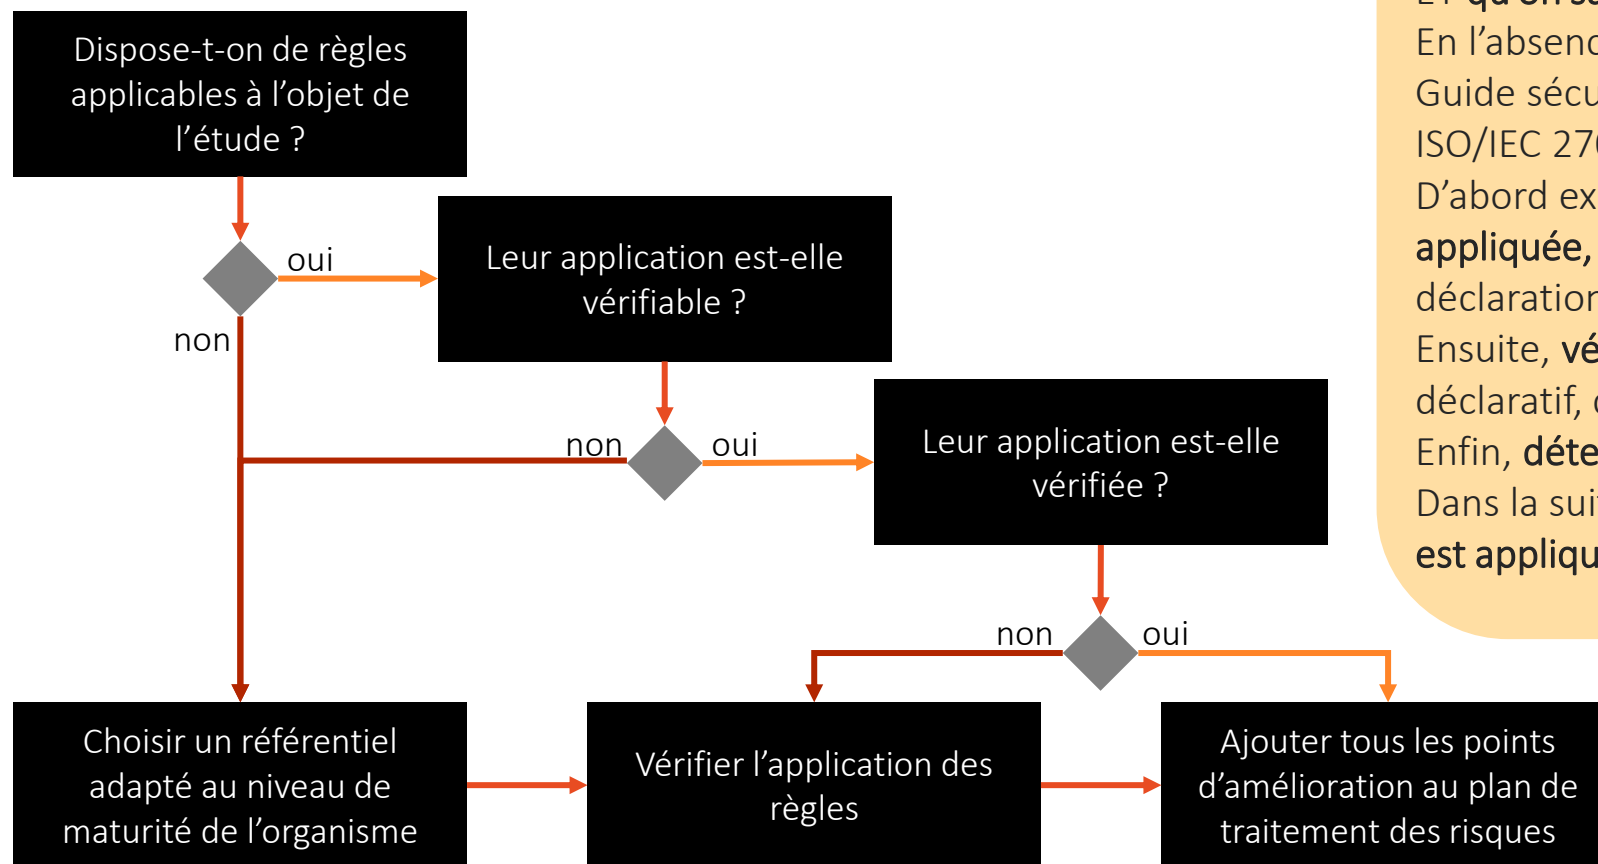 Dispose-t-on de règles
applicables à l’objet de
l’étude ?
oui
non
Leur application est-elle
vérifiable ?
non
oui
Leur application est-elle
vérifiée ?
non
oui
Choisir un référentiel
adapté au niveau de
maturité de l’organisme
Vérifier l’application des
règles
Ajouter tous les points
d’amélioration au plan de
traitement des risques
En l’absenc
Guide sécu
ISO/IEC 270
D’abord ex
appliquée,
déclaration
Ensuite, vé
déclaratif,
Enfin, déte
Dans la suit
est appliqu